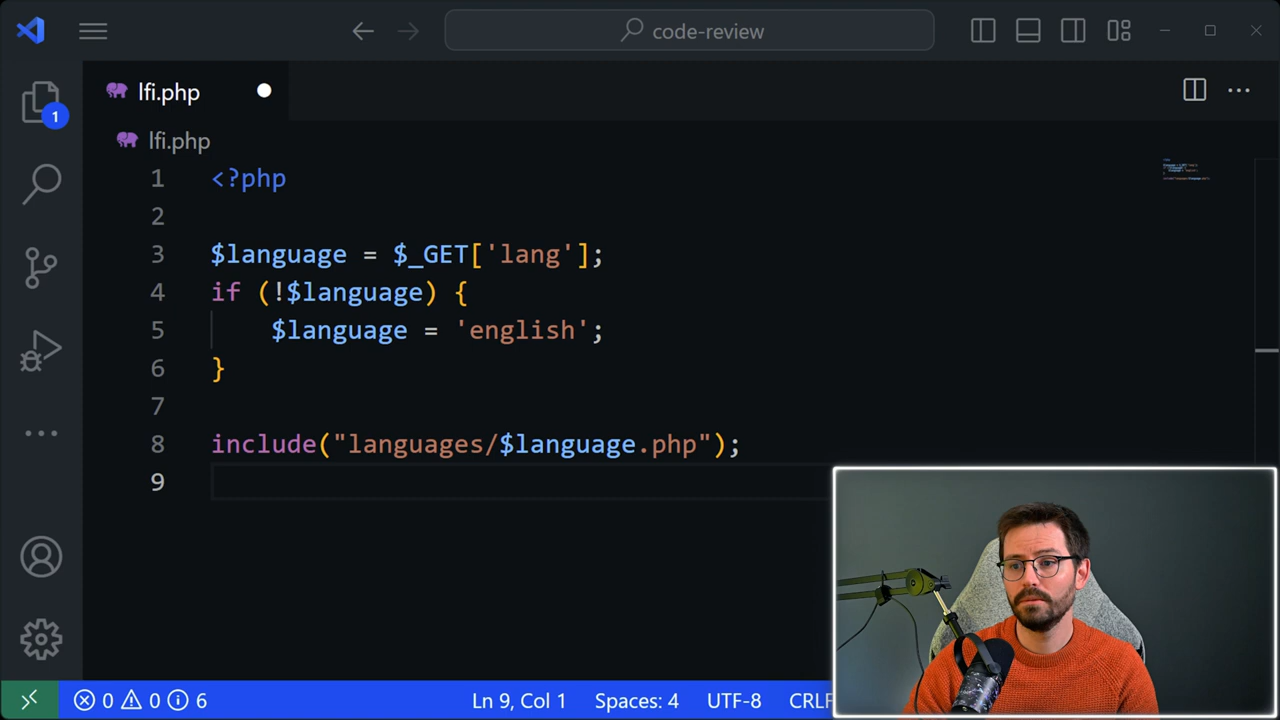 code-review
lfi.php
1
lfi.php
1 <?php
2
3 $language = $_GET['lang'];
4 if (!$language) {
5     $language = 'english';
6 }
7
8 include("languages/$language.php");
9
0 0 6 Ln 9, Col 1 Spaces: 4 UTF-8 CRLF